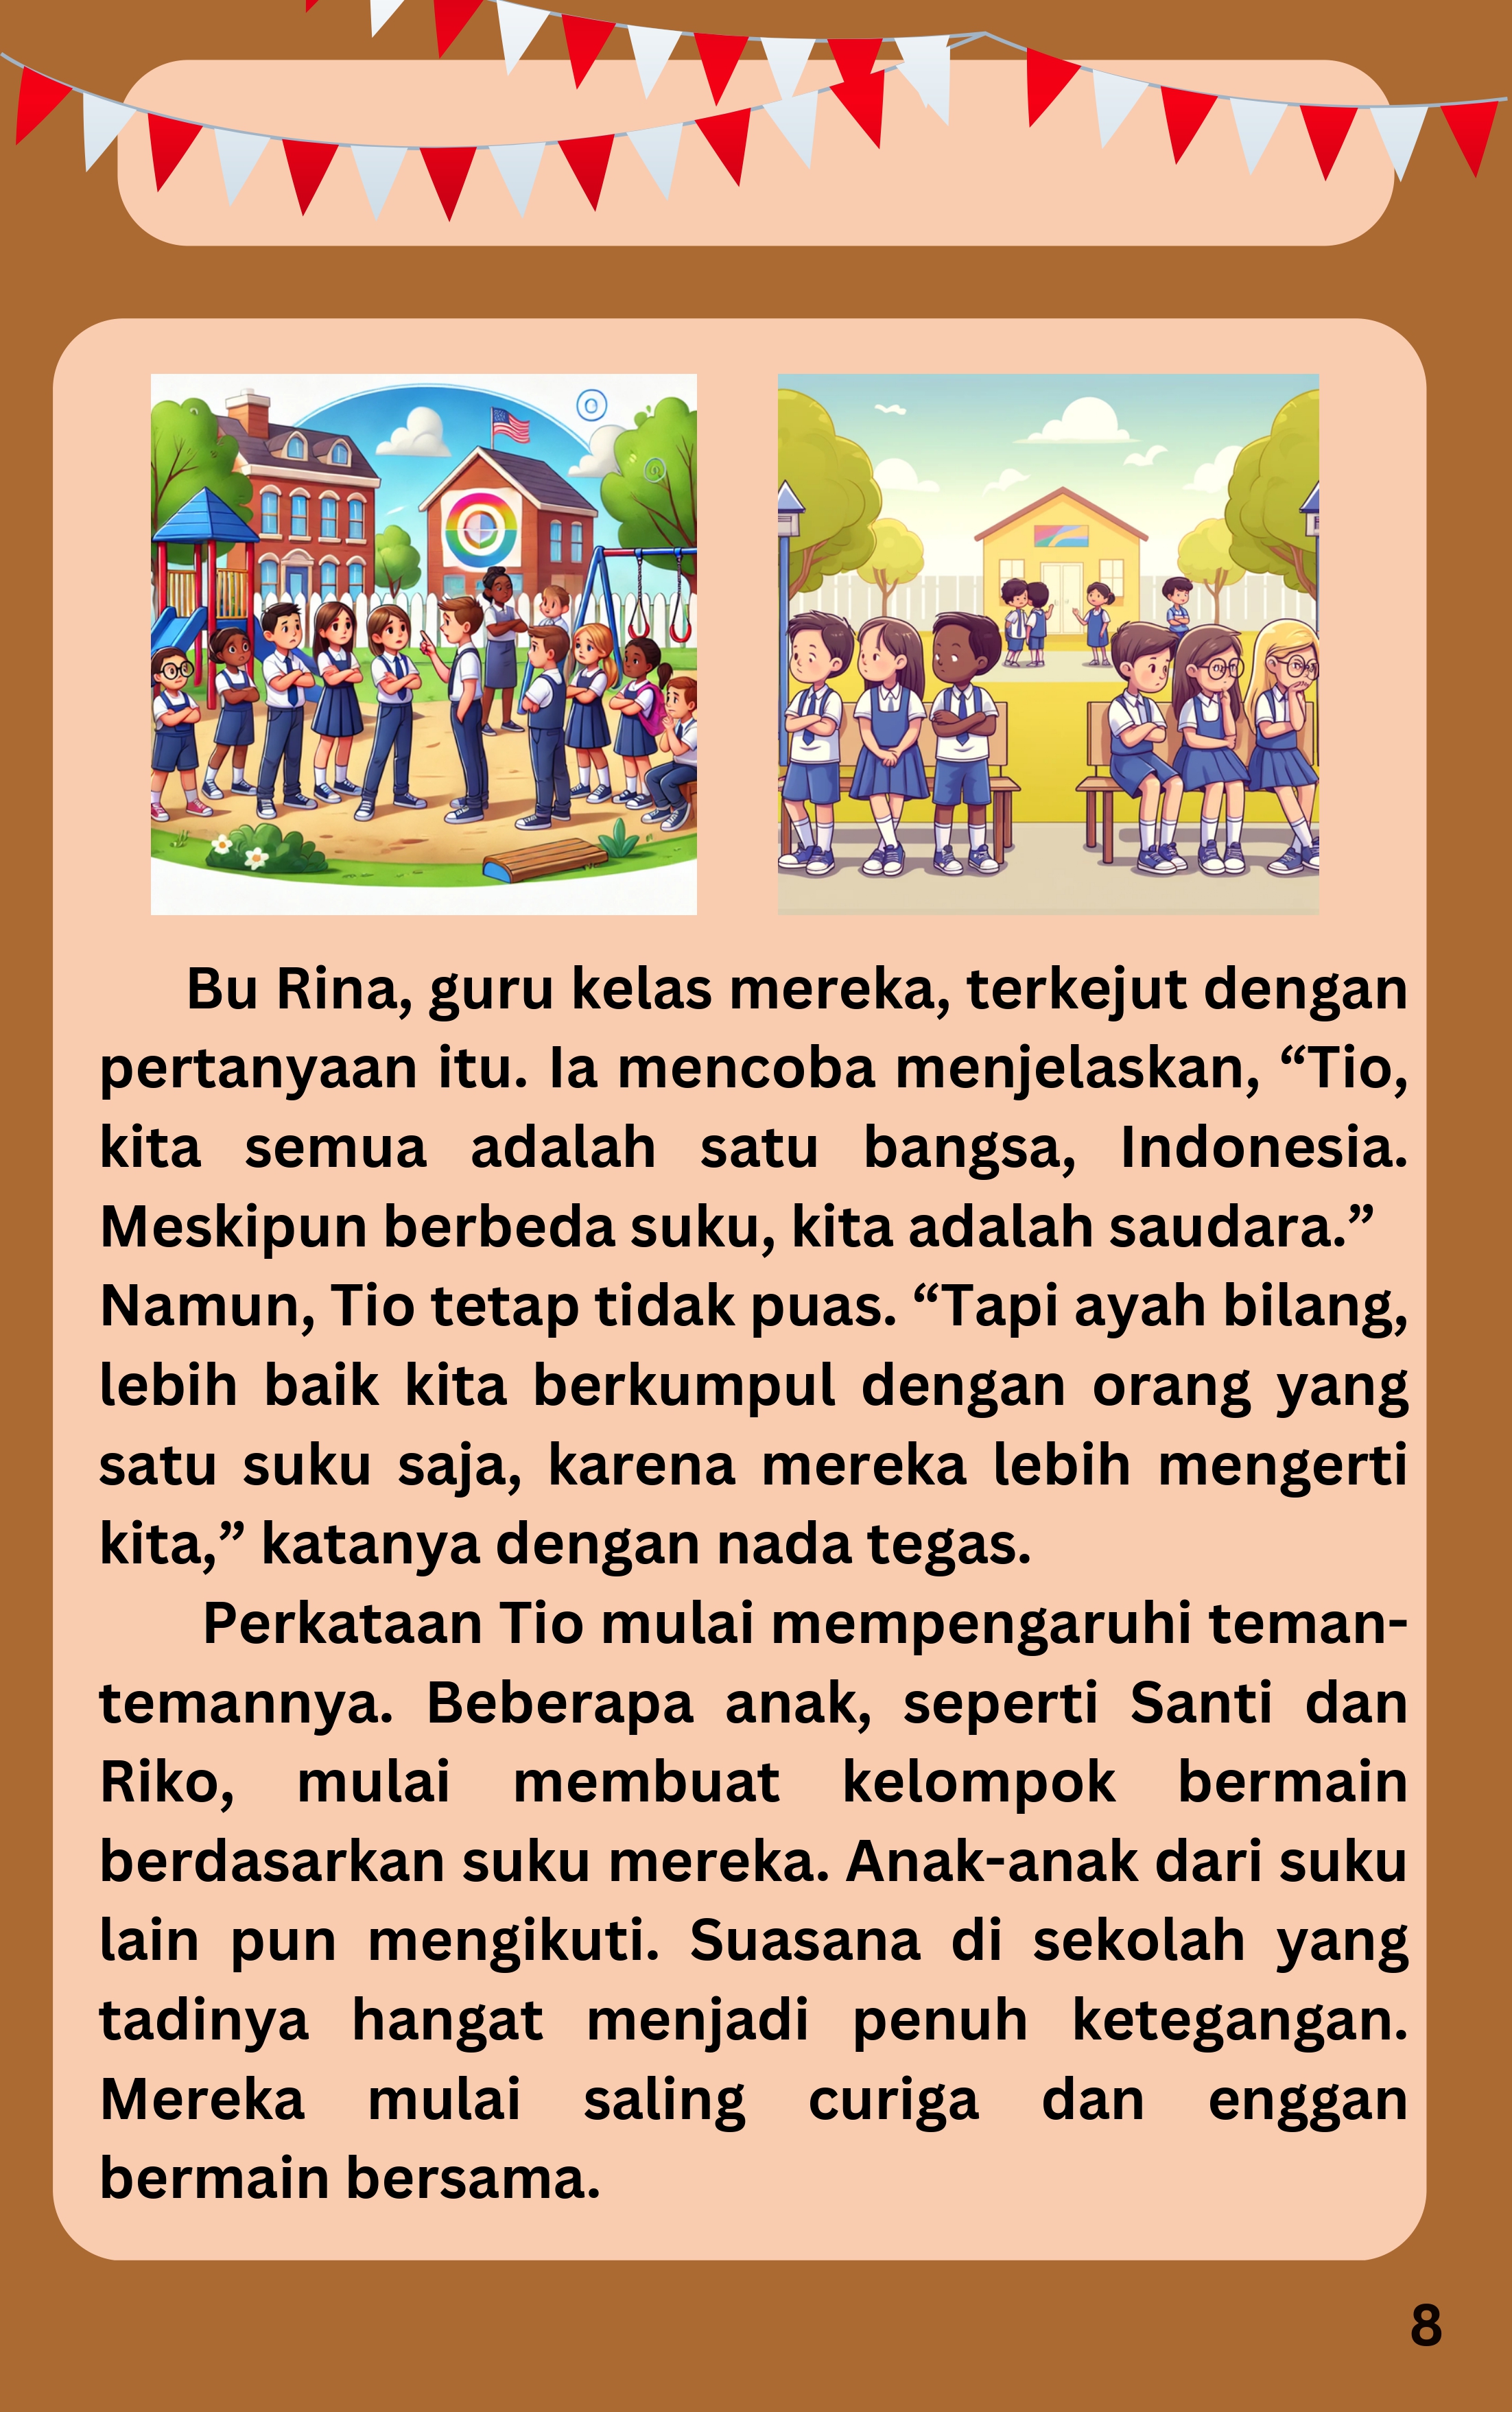 Bu Rina, guru kelas mereka, terkejut dengan
pertanyaan itu. Ia mencoba menjelaskan, “Tio,
kita semua adalah satu bangsa, Indonesia.
Meskipun berbeda suku, kita adalah saudara.”
Namun, Tio tetap tidak puas. “Tapi ayah bilang,
lebih baik kita berkumpul dengan orang yang
satu suku saja, karena mereka lebih mengerti
kita,” katanya dengan nada tegas.
Perkataan Tio mulai mempengaruhi teman-
temannya. Beberapa anak, seperti Santi dan
Riko, mulai membuat kelompok bermain
berdasarkan suku mereka. Anak-anak dari suku
lain pun mengikuti. Suasana di sekolah yang
tadinya hangat menjadi penuh ketegangan.
Mereka mulai saling curiga dan enggan
bermain bersama.
8